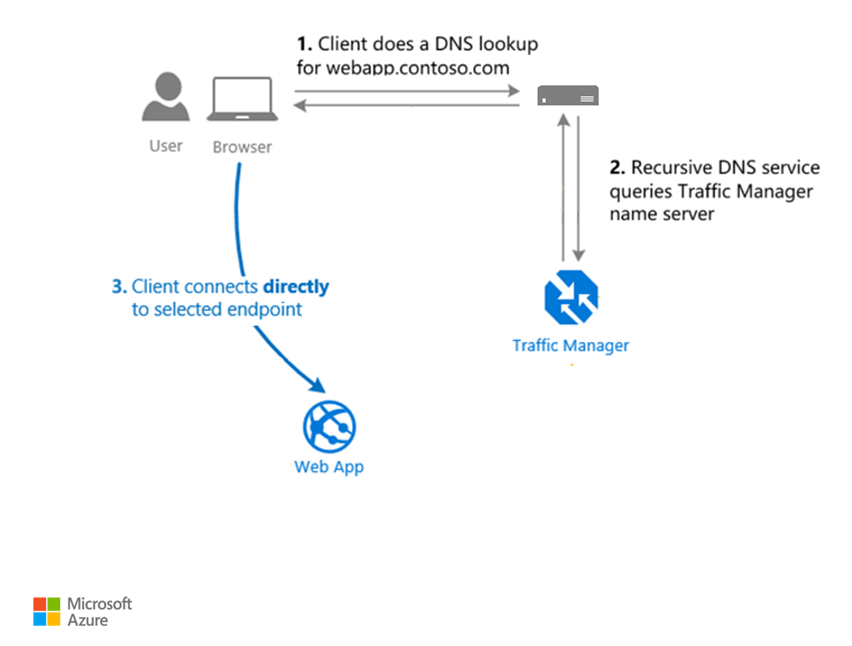 1. Client does a DNS lookup
for webapp.contoso.com
User
Browser
2. Recursive DNS service
queries Traffic Manager
name server
3. Client connects directly
to selected endpoint
Traffic Manager
Web App
Microsoft
Azure